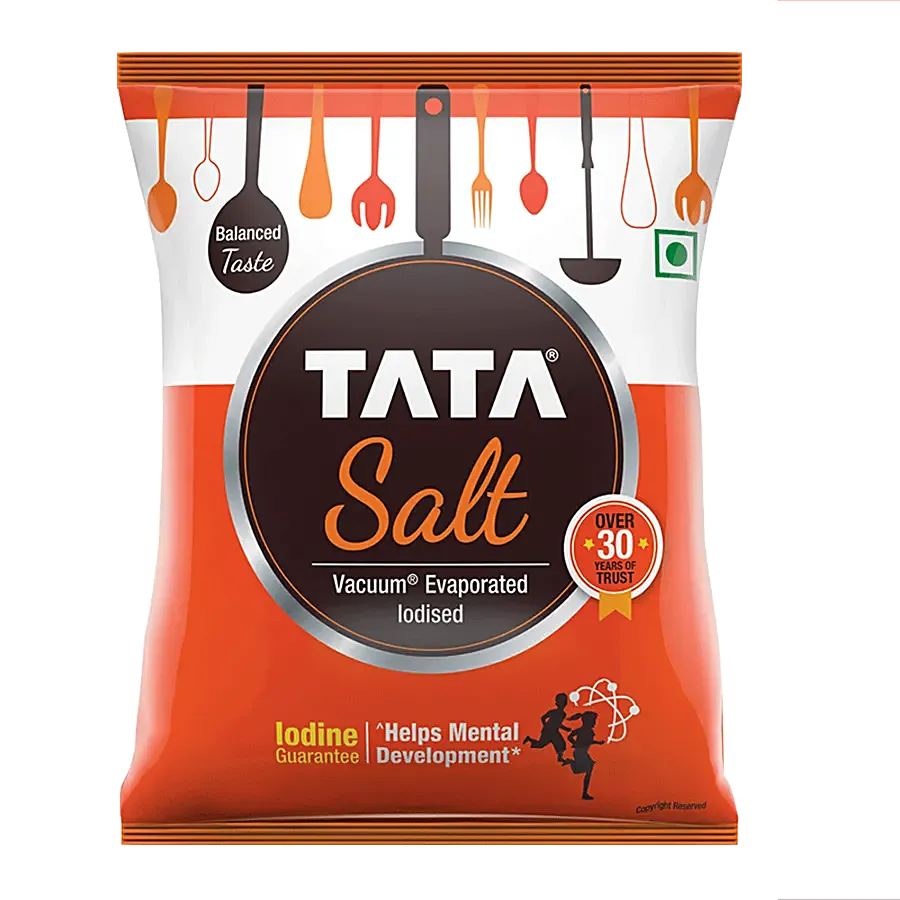 Balanced
Taste
TATA®
Salt
Vacuum® Evaporated
Iodised
OVER
30
YEARS OF
TRUST
Iodine
Guarantee
^Helps Mental
Development*
Copyright Reserved